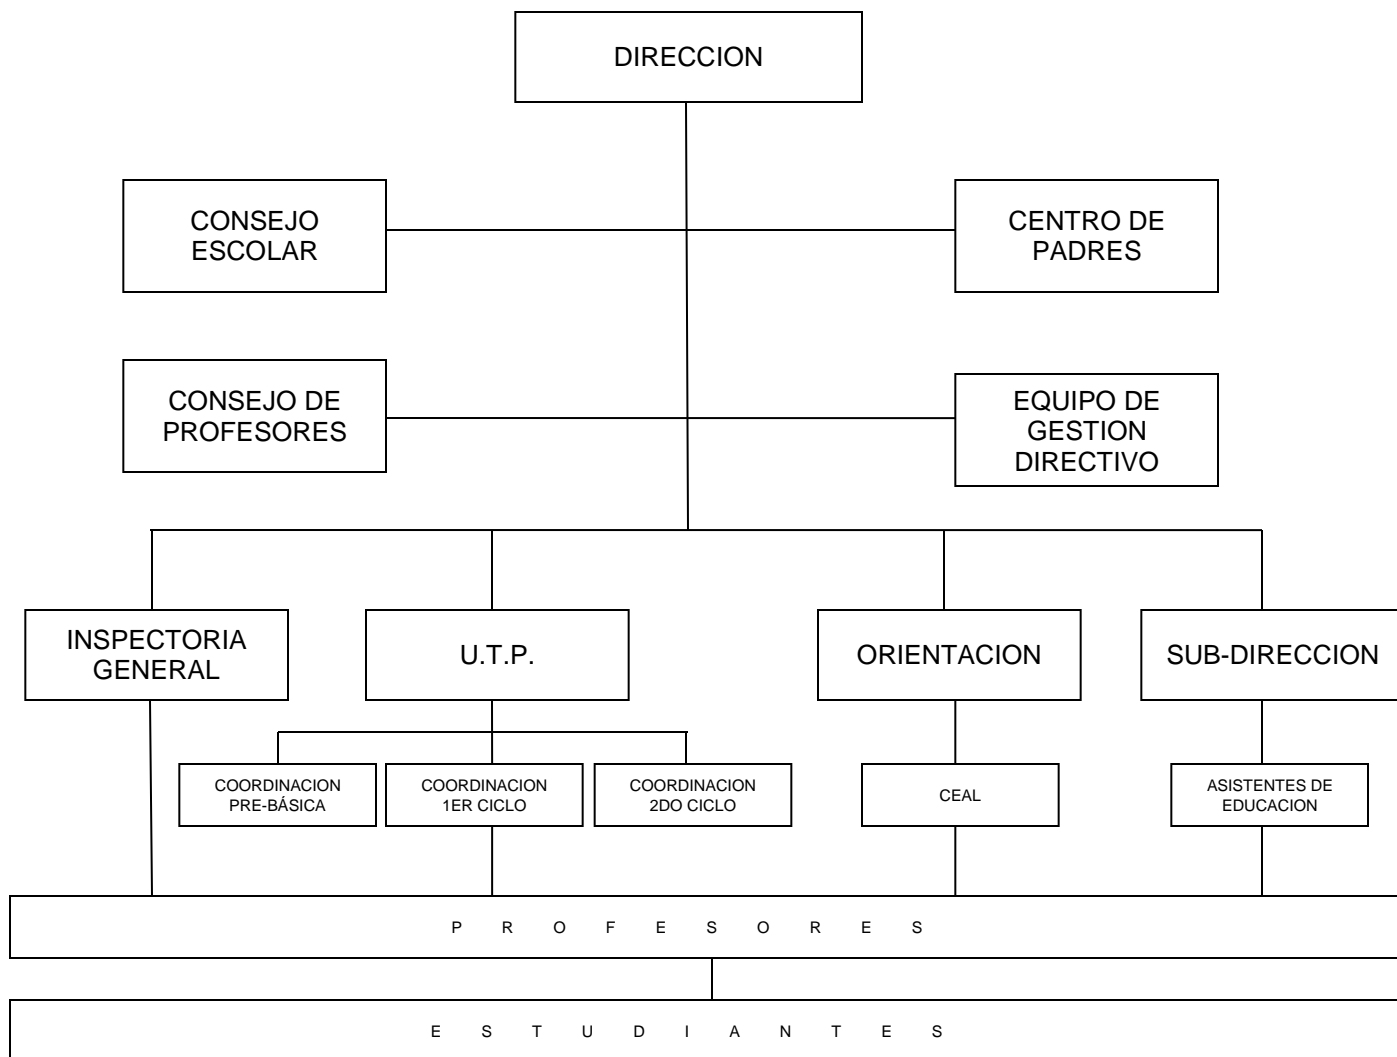 DIRECCION
CONSEJO
ESCOLAR
CENTRO DE
PADRES
CONSEJO DE
PROFESORES
EQUIPO DE
GESTION
DIRECTIVO
INSPECTORIA
GENERAL
U.T.P.
ORIENTACION
SUB-DIRECCION
COORDINACION
PRE-BÁSICA
COORDINACION
1ER CICLO
COORDINACION
2DO CICLO
CEAL
ASISTENTES DE
EDUCACION
P R O F E S O R E S
E S T U D I A N T E S